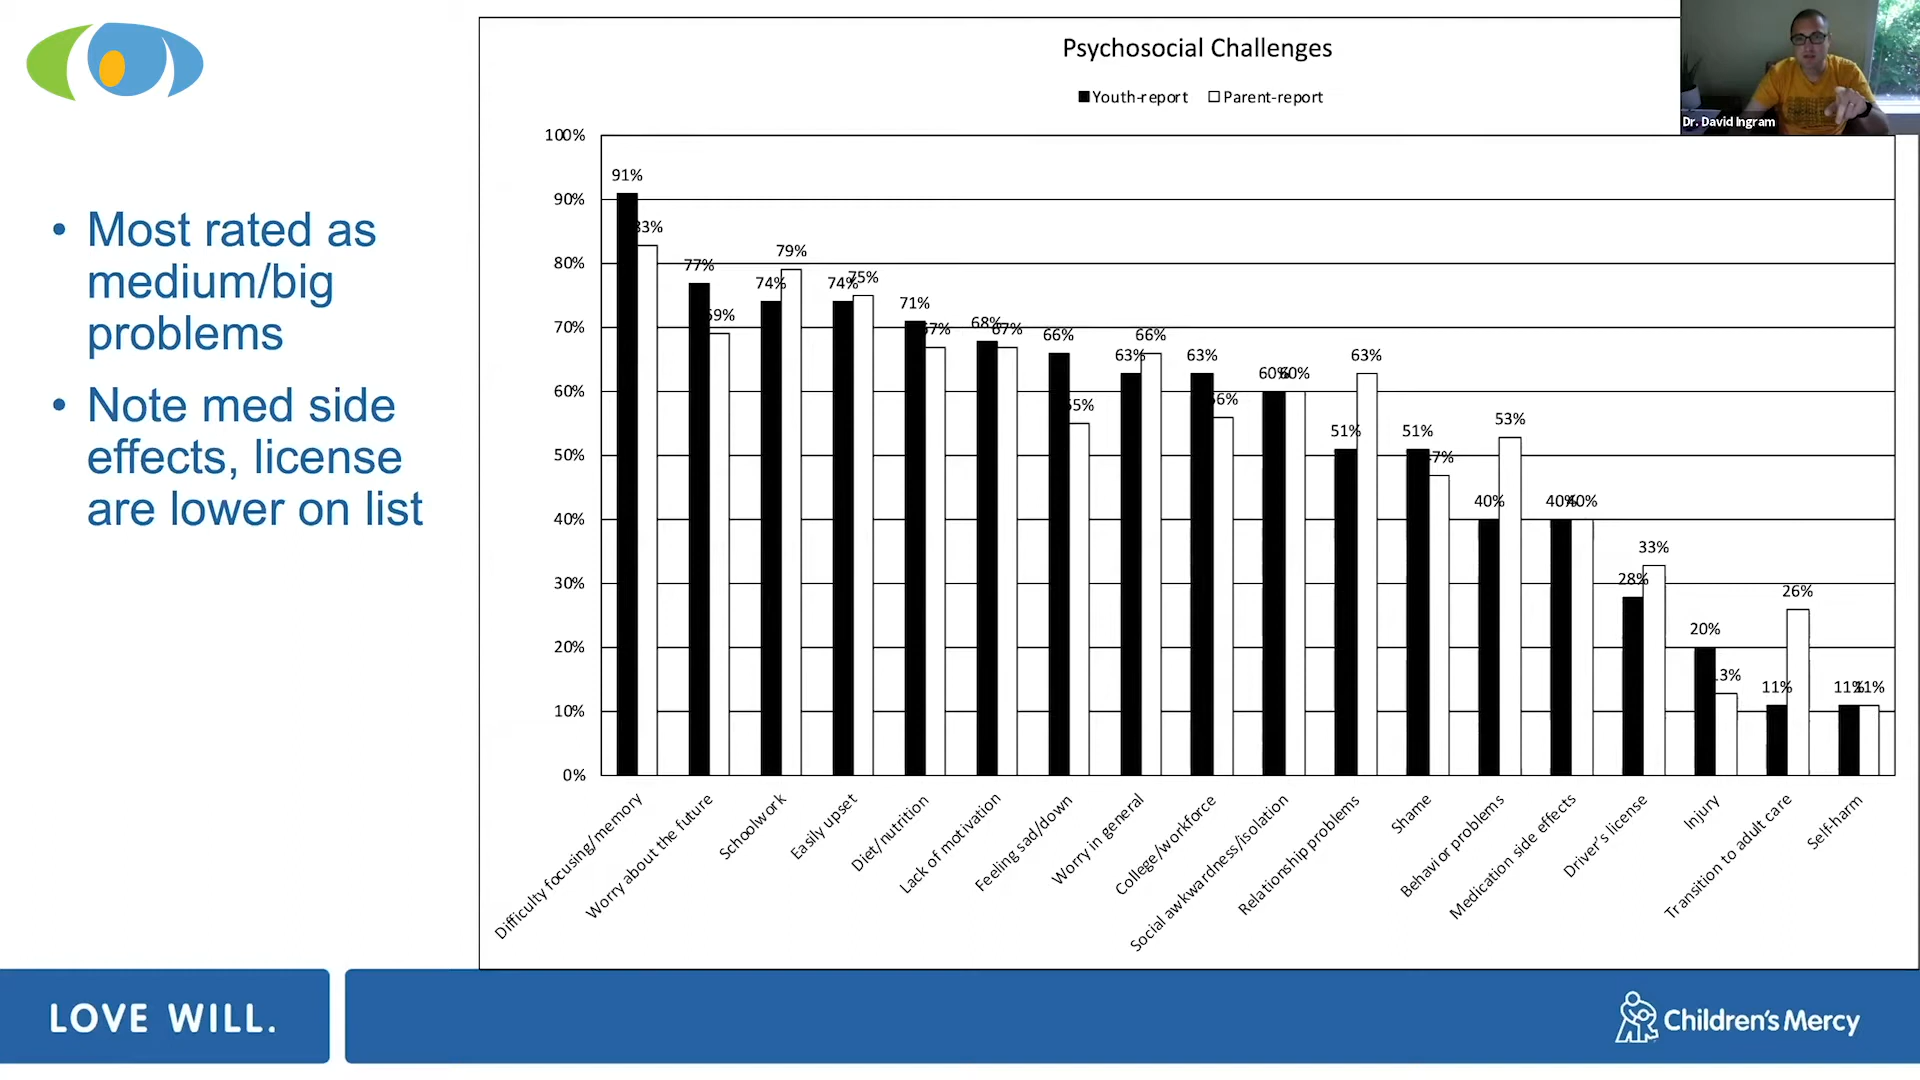 Psychosocial Challenges
Youth-report Parent-report
Dr. David Ingram
• Most rated as
medium/big
problems
• Note med side
effects, license
are lower on list
100%
90%
80%
70%
60%
50%
40%
30%
20%
10%
0%
91%
77%
74% 79%
74% 75%
71%
68% 67%
66%
63% 66%
63%
60% 60%
51% 63%
51%
40% 53%
40% 40%
28% 33%
20%
11% 26%
11%
Difficulty focusing/memory
Worry about the future
Schoolwork
Easily upset
Diet/nutrition
Lack of motivation
Feeling sad/down
Worry in general
College/workforce
Social awkwardness/isolation
Relationship problems
Shame
Behavior problems
Medication side effects
Driver's license
Injury
Transition to adult care
Self-harm
LOVE WILL.
Children's Mercy